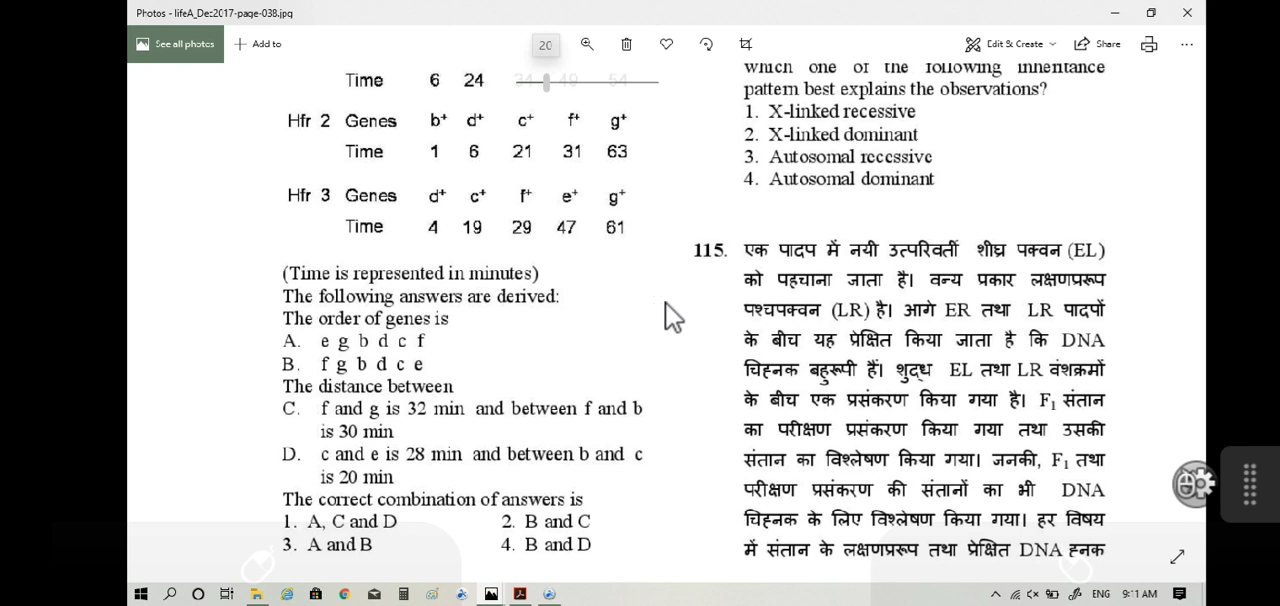 Photos - lifeA_Dec2017-page-038.jpg
See all photos
Add to
20
Edit & Create
Share
Time 6 24 34 49 54
Hfr 2 Genes b+ d+ c+ f+ g+
Time 1 6 21 31 63
Hfr 3 Genes d+ c+ f+ e+ g+
Time 4 19 29 47 61
(Time is represented in minutes)
The following answers are derived:
The order of genes is
A. e g b d c f
B. f g b d c e
The distance between
C. f and g is 32 min and between f and b
is 30 min
D. c and e is 28 min and between b and c
is 20 min
The correct combination of answers is
1. A, C and D 2. B and C
3. A and B 4. B and D
which one of the following inheritance
pattern best explains the observations?
1. X-linked recessive
2. X-linked dominant
3. Autosomal recessive
4. Autosomal dominant
115. एक पादप में नयी उत्परिवर्ती शीघ्र पक्वन (EL)
को पहचाना जाता है। वन्य प्रकार लक्षणप्ररूप
पश्चपक्वन (LR) है। आगे ER तथा LR पादपों
के बीच यह प्रेक्षित किया जाता है कि DNA
चिह्नक बहुरूपी हैं। शुद्ध EL तथा LR वंशक्रमों
के बीच एक प्रसंकरण किया गया है। F1 संतान
का परीक्षण प्रसंकरण किया गया तथा उसकी
संतान का विश्लेषण किया गया। जनकी, F1 तथा
परीक्षण प्रसंकरण की संतानों का भी DNA
चिह्नक के लिए विश्लेषण किया गया। हर विषय
में संतान के लक्षणप्ररूप तथा प्रेक्षित DNA ह्नक
ENG 9:11 AM